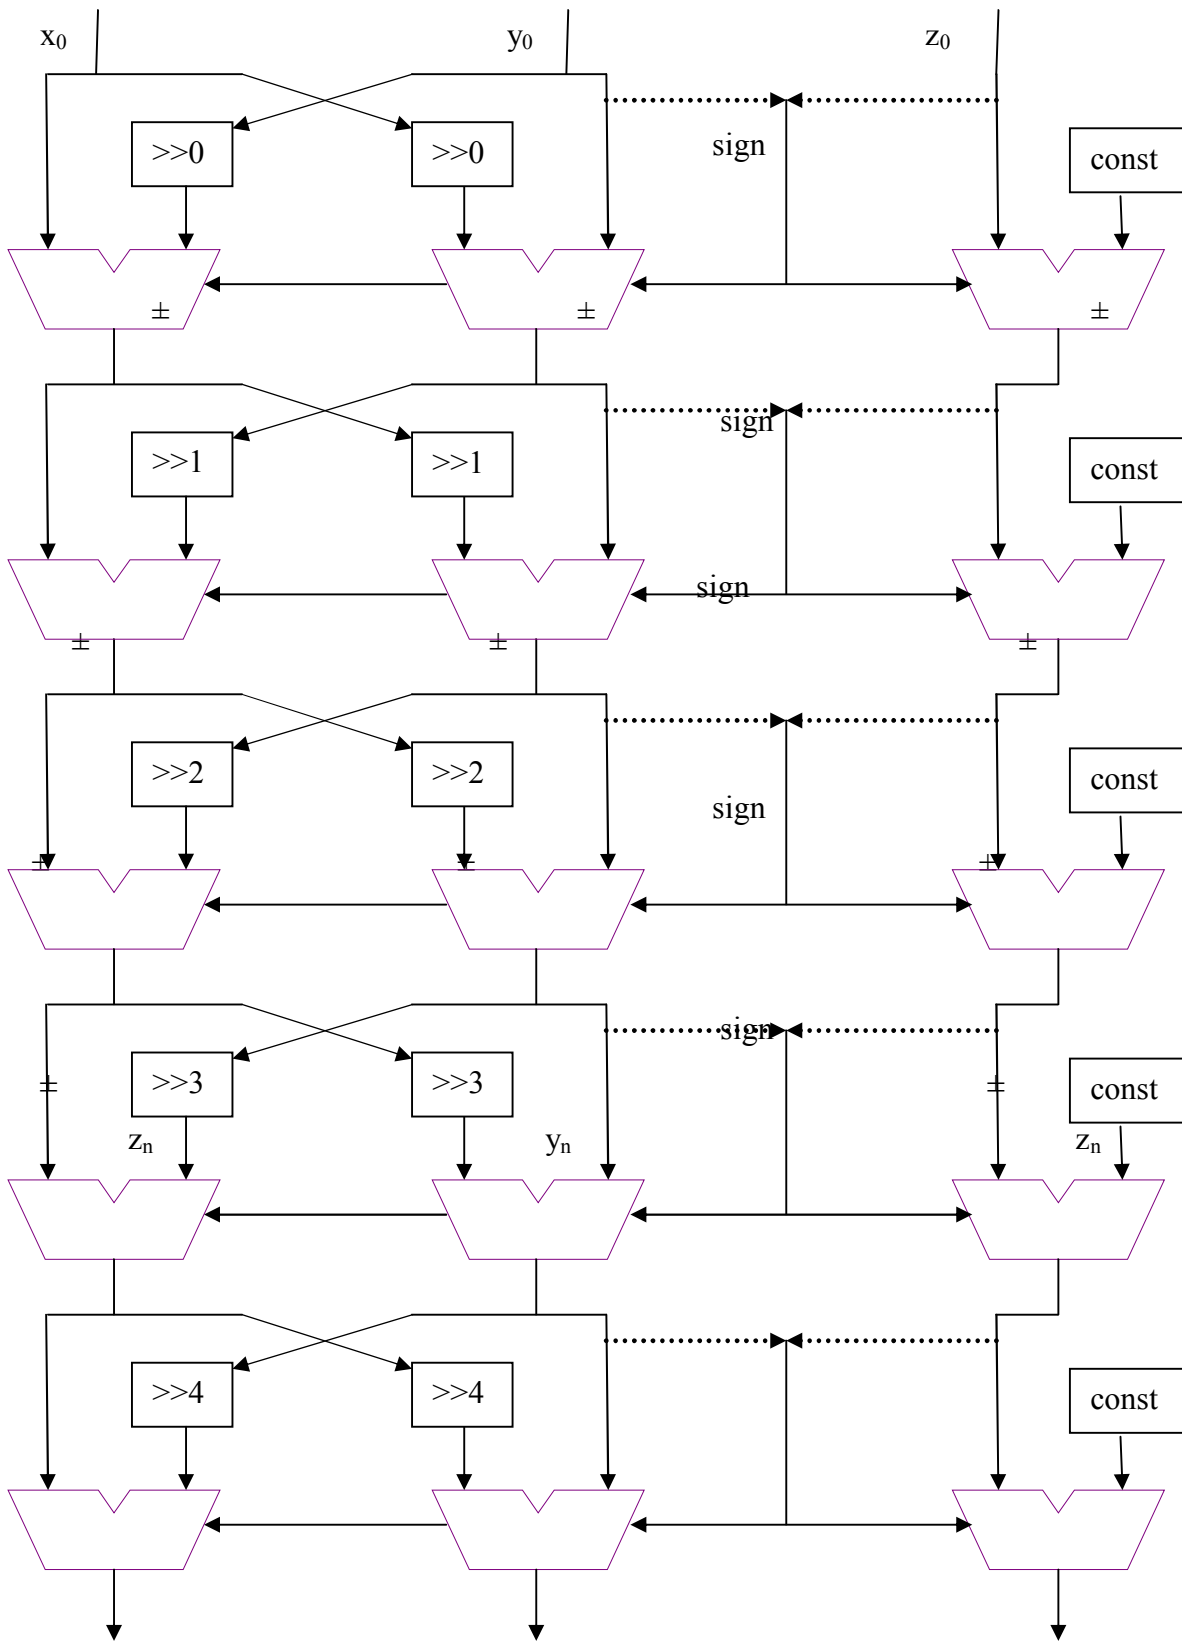 x₀ y₀ z₀
sign
>>0 >>0 const
± ± ±
sign
>>1 >>1 const
sign
± ± ±
>>2 >>2 const
sign
± ± ±
sign
>>3 >>3 const
± ±
zₙ yₙ zₙ
>>4 >>4 const